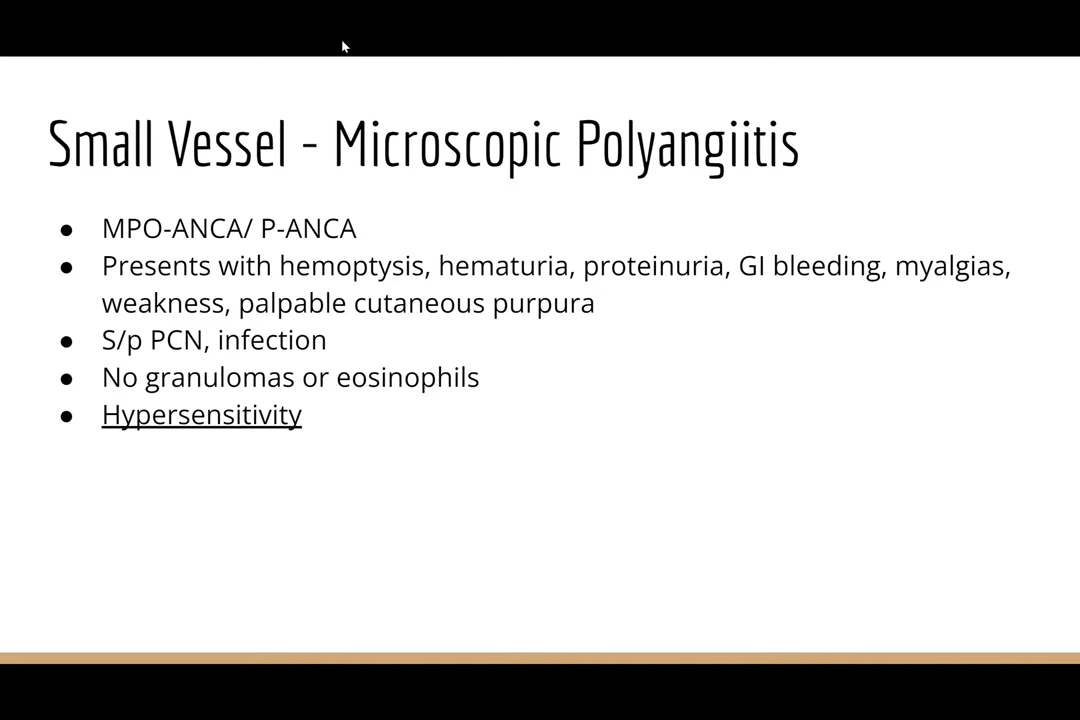 Small Vessel - Microscopic Polyangiitis
● MPO-ANCA/ P-ANCA
● Presents with hemoptysis, hematuria, proteinuria, GI bleeding, myalgias,
weakness, palpable cutaneous purpura
● S/p PCN, infection
● No granulomas or eosinophils
● Hypersensitivity